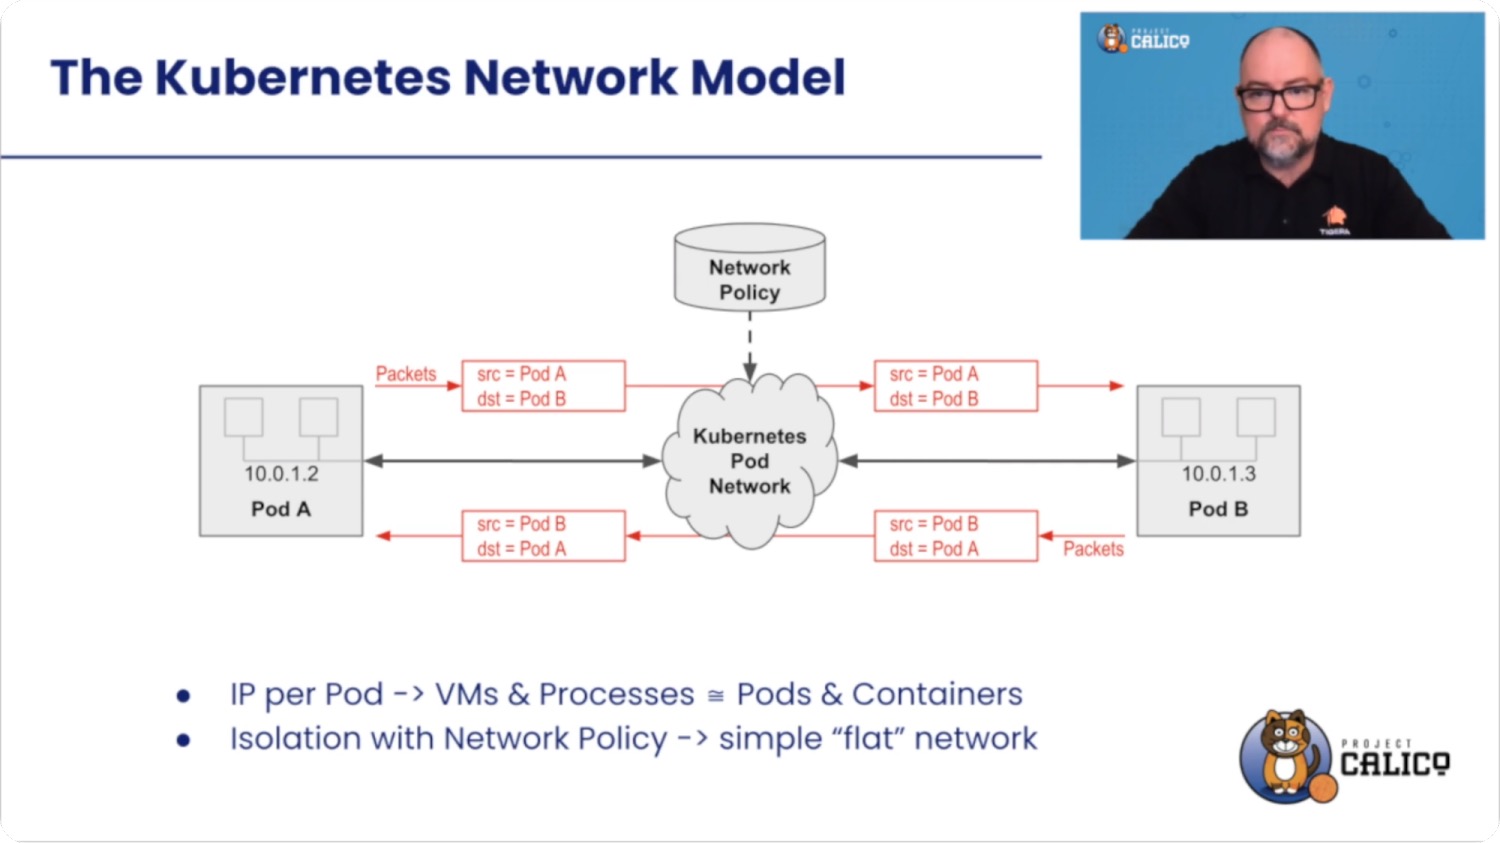 The Kubernetes Network Model
PROJECT
CALICO
TIGERA
Network
Policy
Packets
src = Pod A
dst = Pod B
src = Pod A
dst = Pod B
10.0.1.2
Pod A
Kubernetes
Pod
Network
10.0.1.3
Pod B
src = Pod B
dst = Pod A
src = Pod B
dst = Pod A
Packets
● IP per Pod -> VMs & Processes ≅ Pods & Containers
● Isolation with Network Policy -> simple “flat” network
PROJECT
CALICO